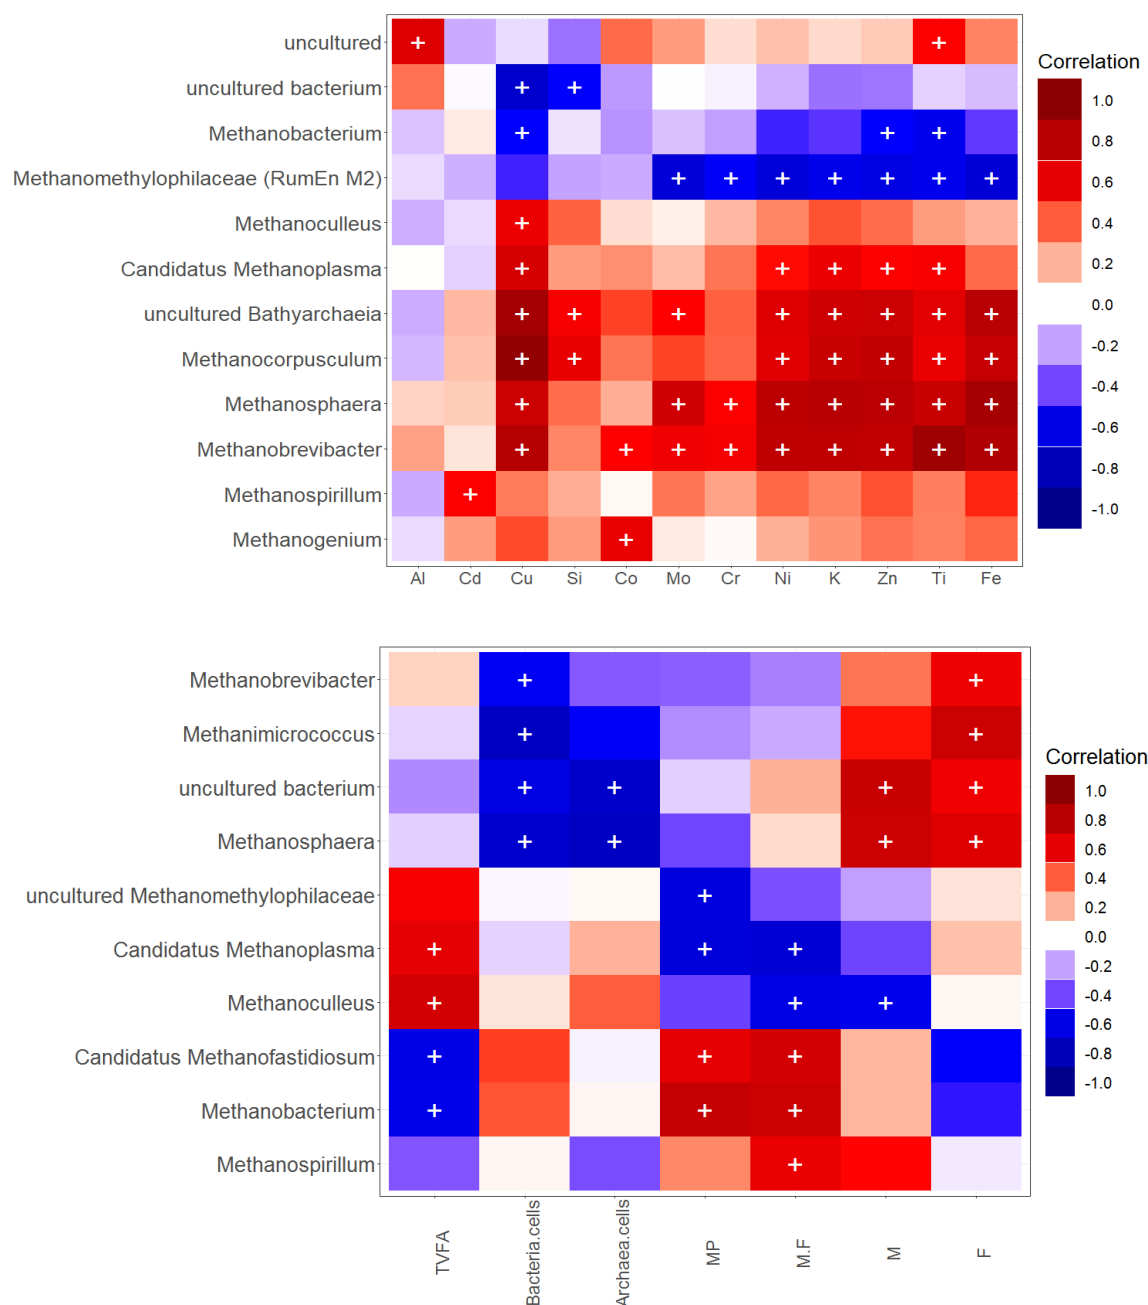 uncultured
uncultured bacterium
Methanobacterium
Methanomethylophilaceae (RumEn M2)
Methanoculleus
Candidatus Methanoplasma
uncultured Bathyarchaeia
Methanocorpusculum
Methanosphaera
Methanobrevibacter
Methanospirillum
Methanogenium
Al Cd Cu Si Co Mo Cr Ni K Zn Ti Fe
Correlation
1.0
0.8
0.6
0.4
0.2
0.0
-0.2
-0.4
-0.6
-0.8
-1.0
Methanobrevibacter
Methanimicrococcus
uncultured bacterium
Methanosphaera
uncultured Methanomethylophilaceae
Candidatus Methanoplasma
Methanoculleus
Candidatus Methanofastidiosum
Methanobacterium
Methanospirillum
TVFA
Bacteria.cells
Archaea.cells
MP
M.F
M
F
Correlation
1.0
0.8
0.6
0.4
0.2
0.0
-0.2
-0.4
-0.6
-0.8
-1.0